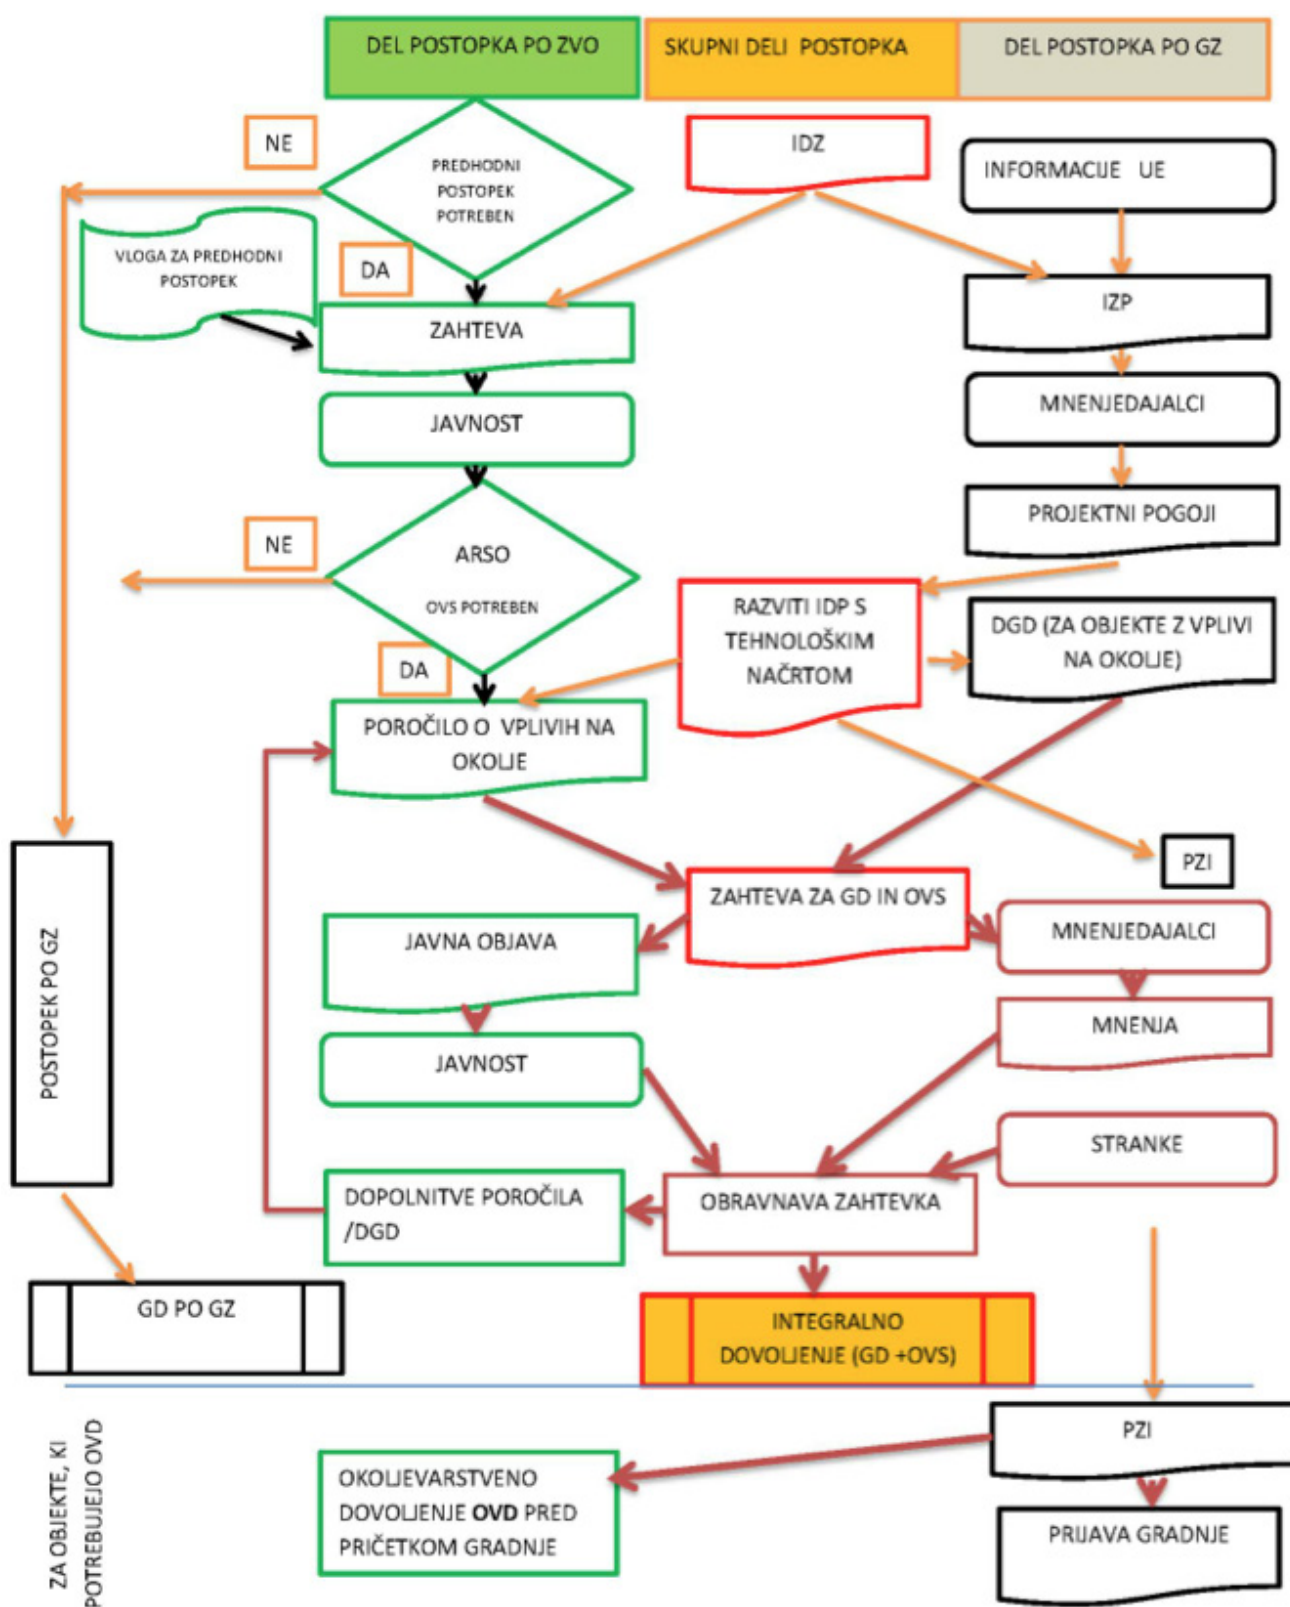 DEL POSTOPKA PO ZVO
SKUPNI DELI POSTOPKA
DEL POSTOPKA PO GZ
NE
PREDHODNI
POSTOPEK
POTREBEN
IDZ
INFORMACIJE UE
VLOGA ZA PREDHODNI
POSTOPEK
DA
ZAHTEVA
IZP
JAVNOST
MNENJEDAJALCI
PROJEKTNI POGOJI
NE
ARSO
OVS POTREBEN
RAZVITI IDP S
TEHNOLOŠKIM
NAČRTOM
DGD (ZA OBJEKTE Z VPLIVI
NA OKOLJE)
DA
POROČILO O VPLIVIH NA
OKOLJE
PZI
POSTOPEK PO GZ
ZAHTEVA ZA GD IN OVS
JAVNA OBJAVA
MNENJEDAJALCI
MNENJA
JAVNOST
STRANKE
DOPOLNITVE POROČILA
/DGD
OBRAVNAVA ZAHTEVKA
GD PO GZ
INTEGRALNO
DOVOLJENJE (GD +OVS)
ZA OBJEKTE, KI
POTREBUJEJO OVD
OKOLJEVARSTVENO
DOVOLJENJE OVD PRED
PRIČETKOM GRADNJE
PZI
PRIJAVA GRADNJE